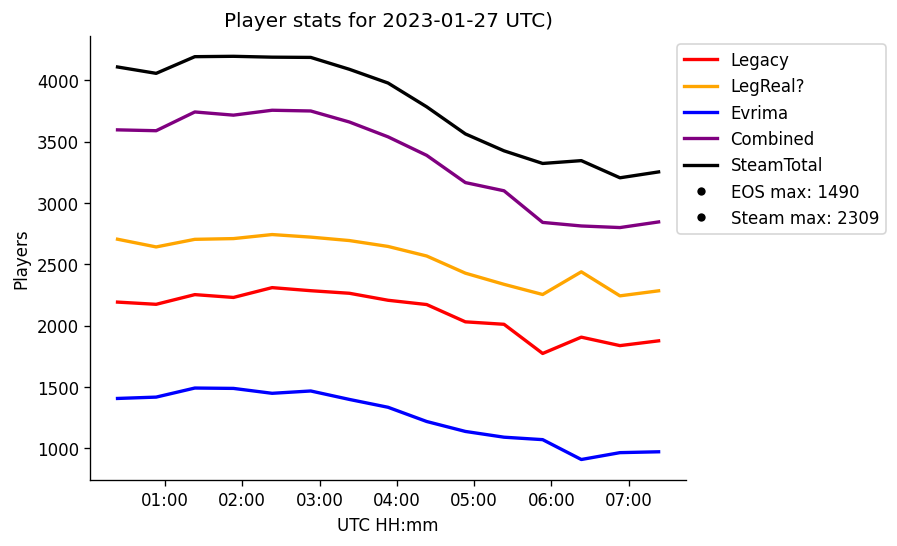 Player stats for 2023-01-27 UTC)
Legacy
LegReal?
Evrima
Combined
SteamTotal
EOS max: 1490
Steam max: 2309
Players
4000
3500
3000
2500
2000
1500
1000
01:00 02:00 03:00 04:00 05:00 06:00 07:00
UTC HH:mm